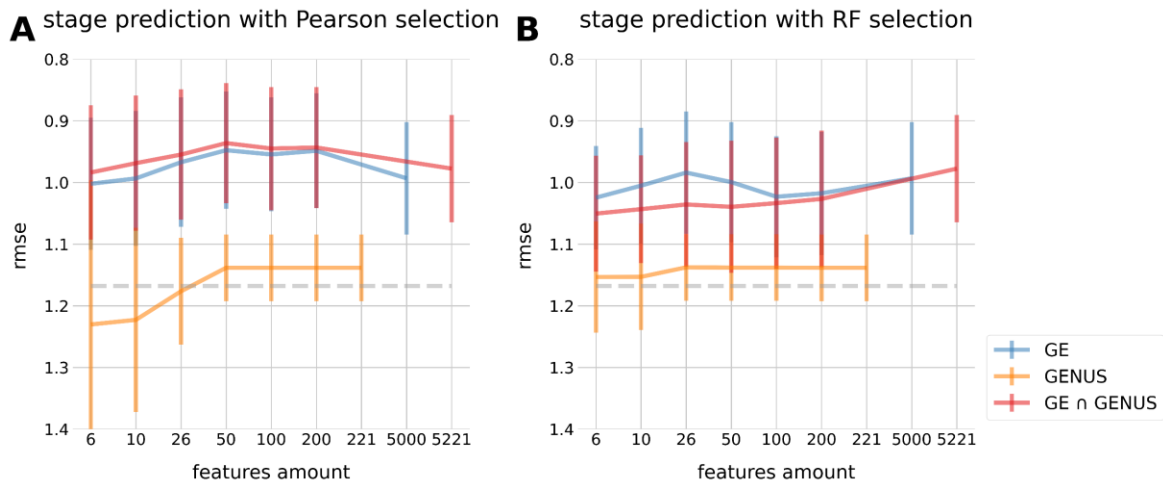 A stage prediction with Pearson selection
0.8
0.9
1.0
1.1
1.2
1.3
1.4
rmse
6 10 26 50 100 200 221 5000 5221
features amount
B stage prediction with RF selection
0.8
0.9
1.0
1.1
1.2
1.3
1.4
rmse
6 10 26 50 100 200 221 5000 5221
features amount
GE
GENUS
GE ∩ GENUS